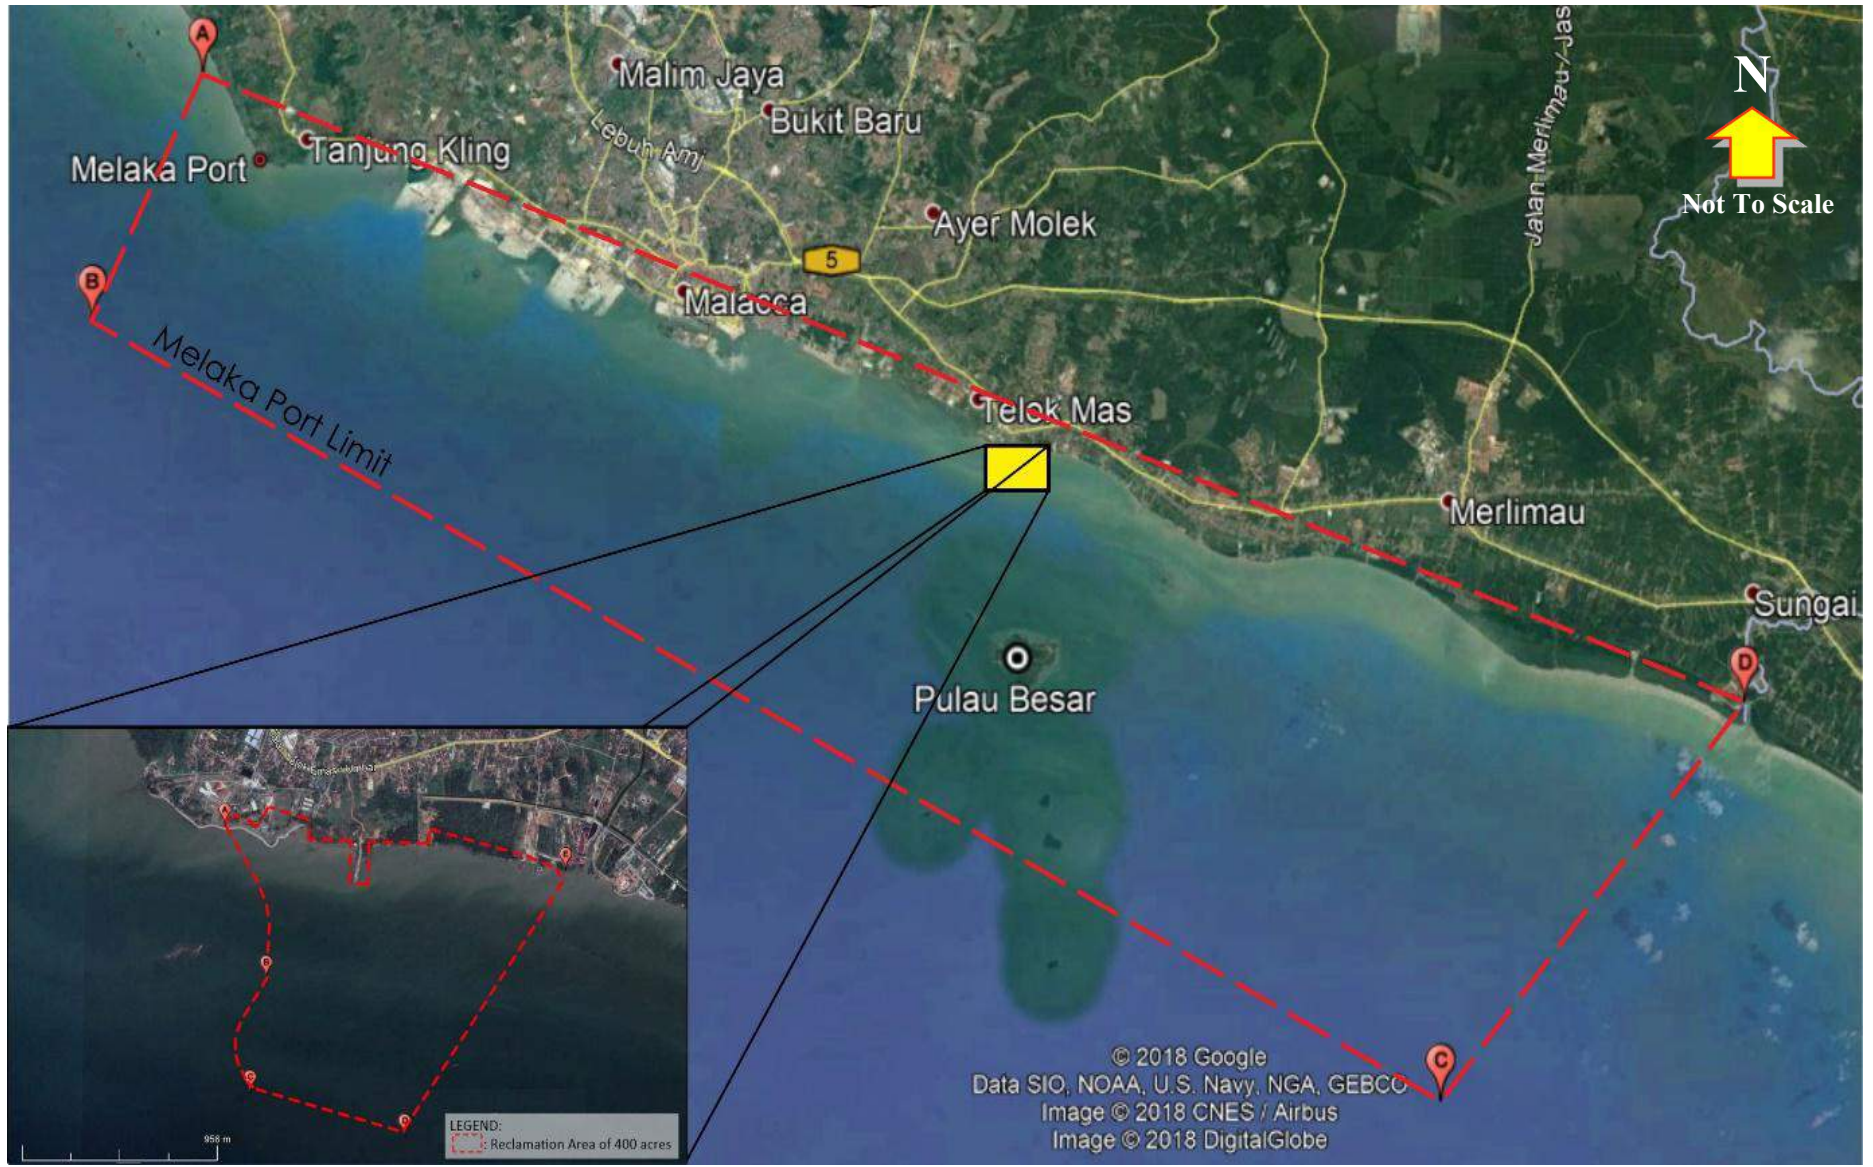 A
Malim Jaya
Bukit Baru
Lebuh Amj
Jalan Merlimau / Jas
N
Not To Scale
Tanjung Kling
Melaka Port
Ayer Molek
5
B
Malacca
Melaka Port Limit
Telok Mas
Merlimau
Sungai
D
Pulau Besar
C
A
E
B
C
D
958 m
LEGEND:
: Reclamation Area of 400 acres
© 2018 Google
Data SIO, NOAA, U.S. Navy, NGA, GEBCO
Image © 2018 CNES / Airbus
Image © 2018 DigitalGlobe